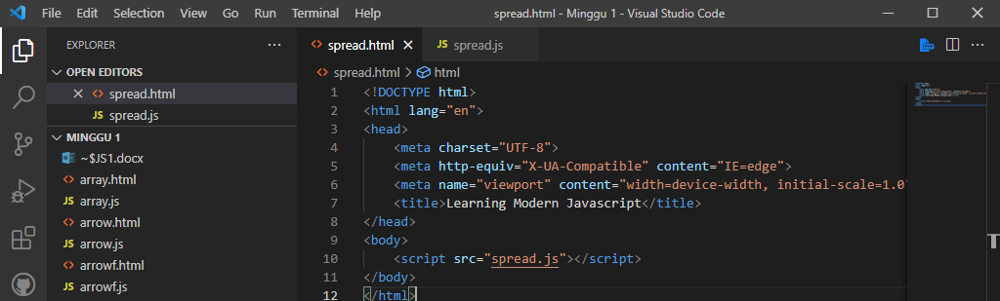 File Edit Selection View Go Run Terminal Help spread.html - Minggu 1 - Visual Studio Code
EXPLORER
spread.html JS spread.js
OPEN EDITORS
spread.html > html
<> spread.html
JS spread.js
MINGGU 1
~$JS1.docx
<> array.html
JS array.js
<> arrow.html
JS arrow.js
<> arrowf.html
JS arrowf.js
1 <!DOCTYPE html>
2 <html lang="en">
3 <head>
4 <meta charset="UTF-8">
5 <meta http-equiv="X-UA-Compatible" content="IE=edge">
6 <meta name="viewport" content="width=device-width, initial-scale=1.0"
7 <title>Learning Modern Javascript</title>
8 </head>
9 <body>
10 <script src="spread.js"></script>
11 </body>
12 </html>